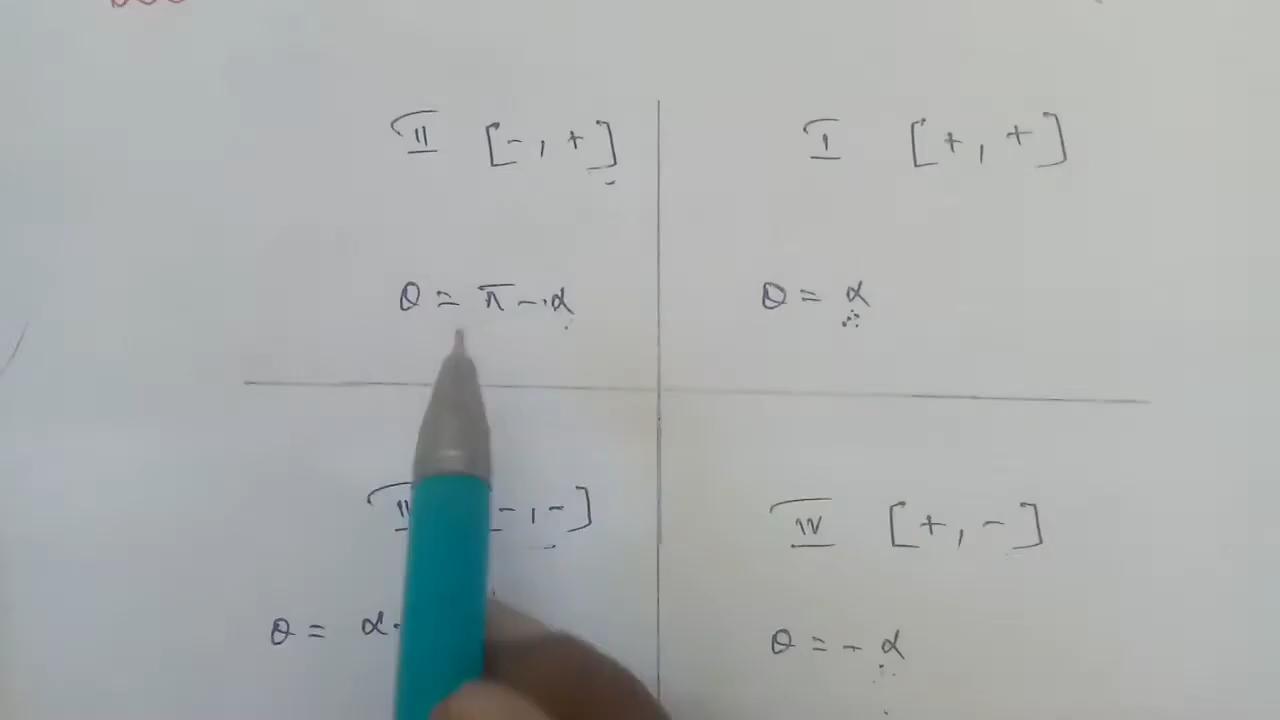 II [-, +]
I [+, +]
θ = π - α
θ = α
-, -]
IV [+, -]
θ = α
θ = - α